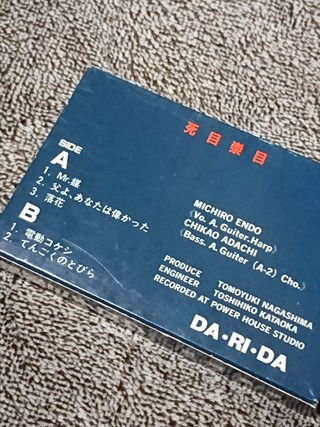 死目祟目
SIDE
A
1. Mr.媒
2. 父よ、あなたは偉かった
3. 落花
B
1. 電動コケシ
2. てんごくのとびら
MICHIRO ENDO
《Vo. A. Guiter. Harp》
CHIKAO ADACHI
《Bass. A. Guiter (A-2) Cho.》
PRODUCE TOMOYUKI NAGASHIMA
ENGINEER TOSHIHIKO KATAOKA
RECORDED AT POWER HOUSE STUDIO
DA・RI・DA